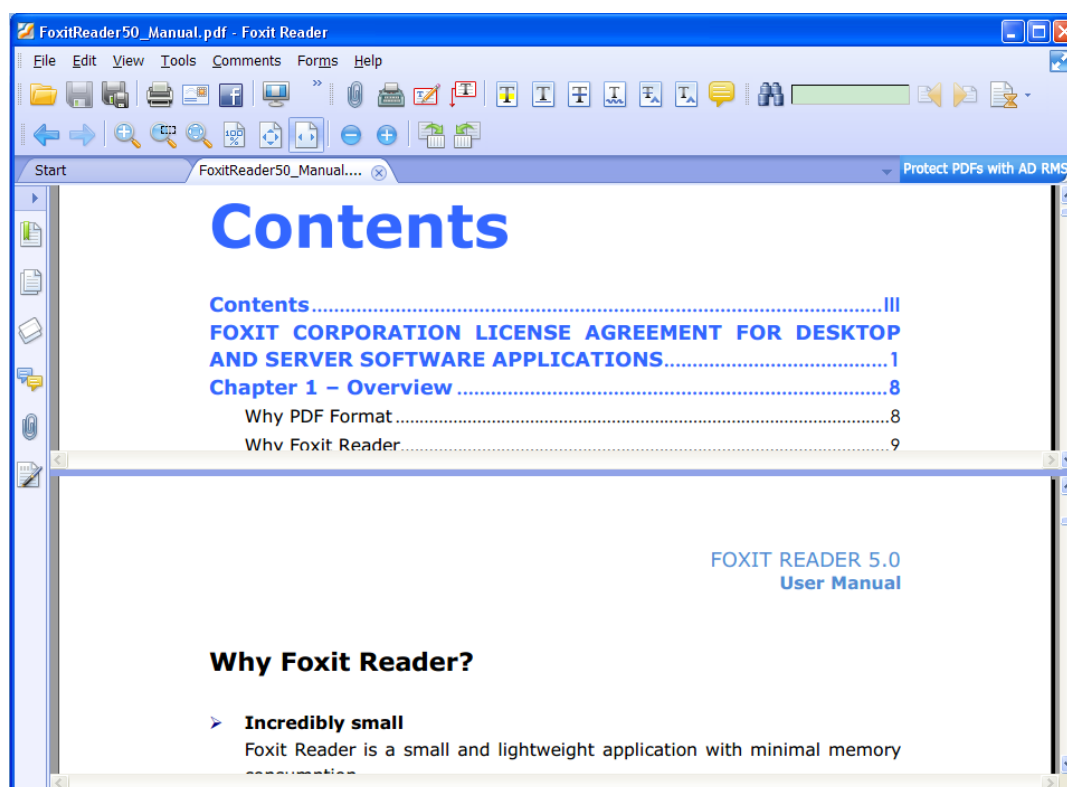 FoxitReader50_Manual.pdf - Foxit Reader
File Edit View Tools Comments Forms Help
Start
FoxitReader50_Manual....
Protect PDFs with AD RMS
Contents
Contents.....................................................................................................III
FOXIT CORPORATION LICENSE AGREEMENT FOR DESKTOP
AND SERVER SOFTWARE APPLICATIONS........................................1
Chapter 1 – Overview............................................................................8
Why PDF Format.......................................................................................8
Why Foxit Reader......................................................................................9
FOXIT READER 5.0
User Manual
Why Foxit Reader?
➢ Incredibly small
Foxit Reader is a small and lightweight application with minimal memory
consumption